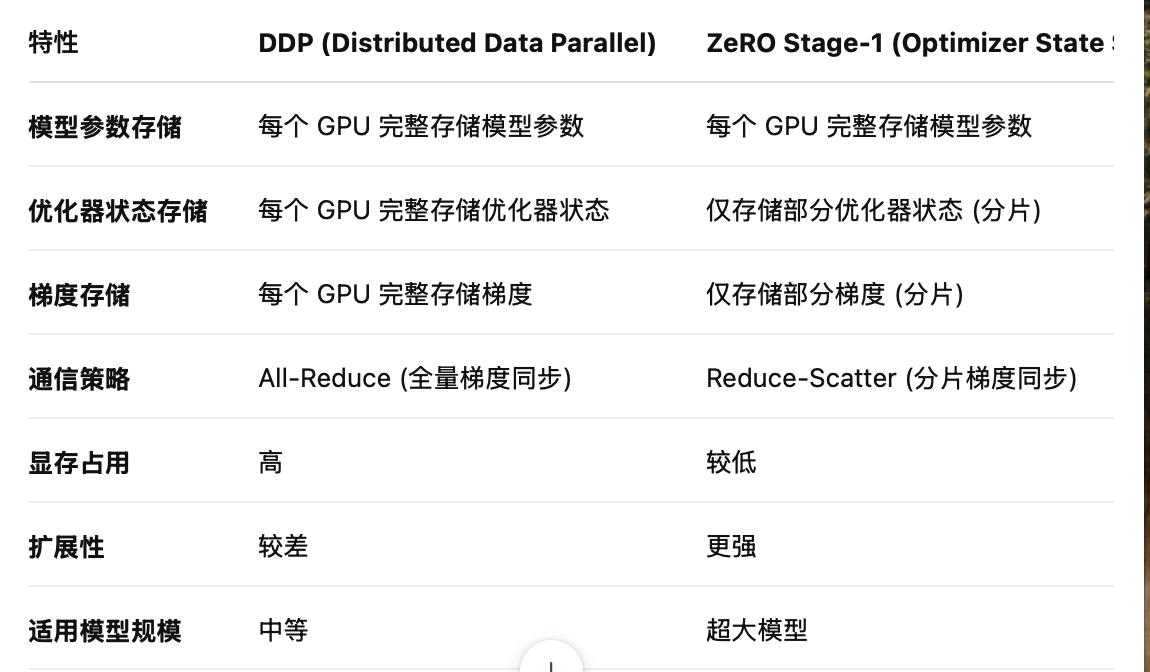 特性 DDP (Distributed Data Parallel) ZeRO Stage-1 (Optimizer State
模型参数存储 每个 GPU 完整存储模型参数 每个 GPU 完整存储模型参数
优化器状态存储 每个 GPU 完整存储优化器状态 仅存储部分优化器状态 (分片)
梯度存储 每个 GPU 完整存储梯度 仅存储部分梯度 (分片)
通信策略 All-Reduce (全量梯度同步) Reduce-Scatter (分片梯度同步)
显存占用 高 较低
扩展性 较差 更强
适用模型规模 中等 超大模型